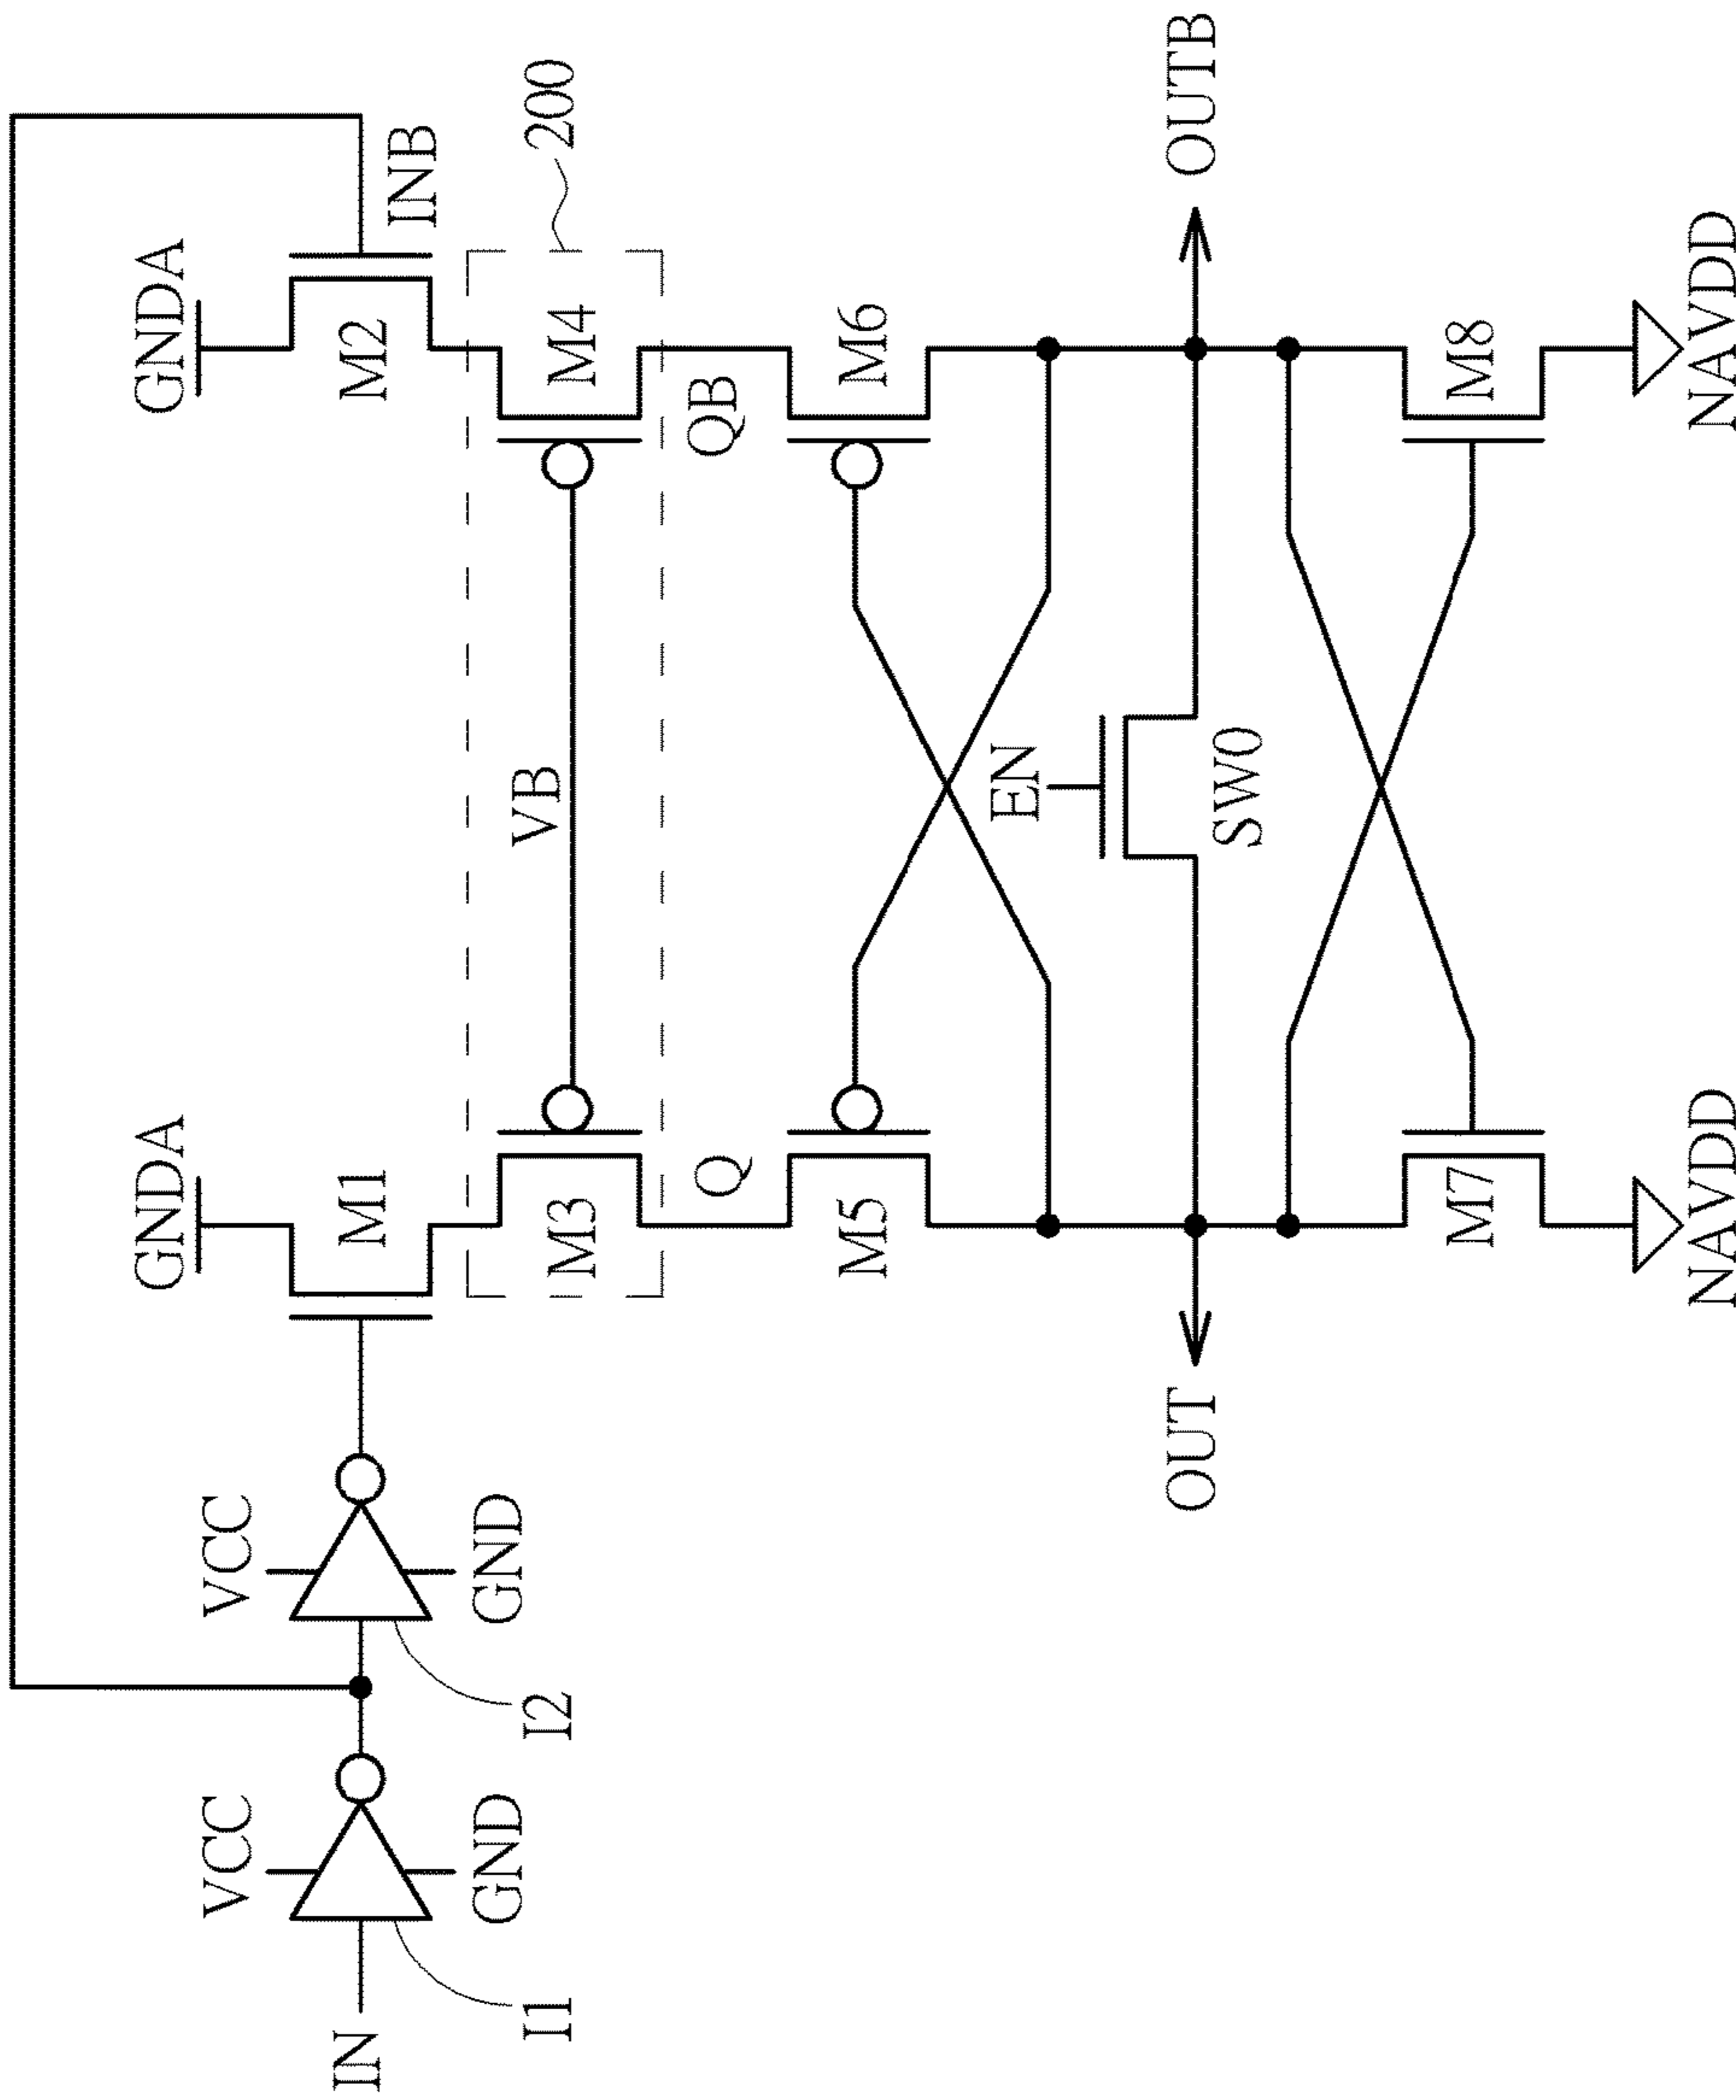 GNDA
GNDA
VCC
VCC
IN
GND
GND
I1
I2
M1
M2
INB
200
M3
VB
M4
Q
QB
M5
M6
EN
OUT
SW0
OUTB
M7
M8
NAVDD
NAVDD